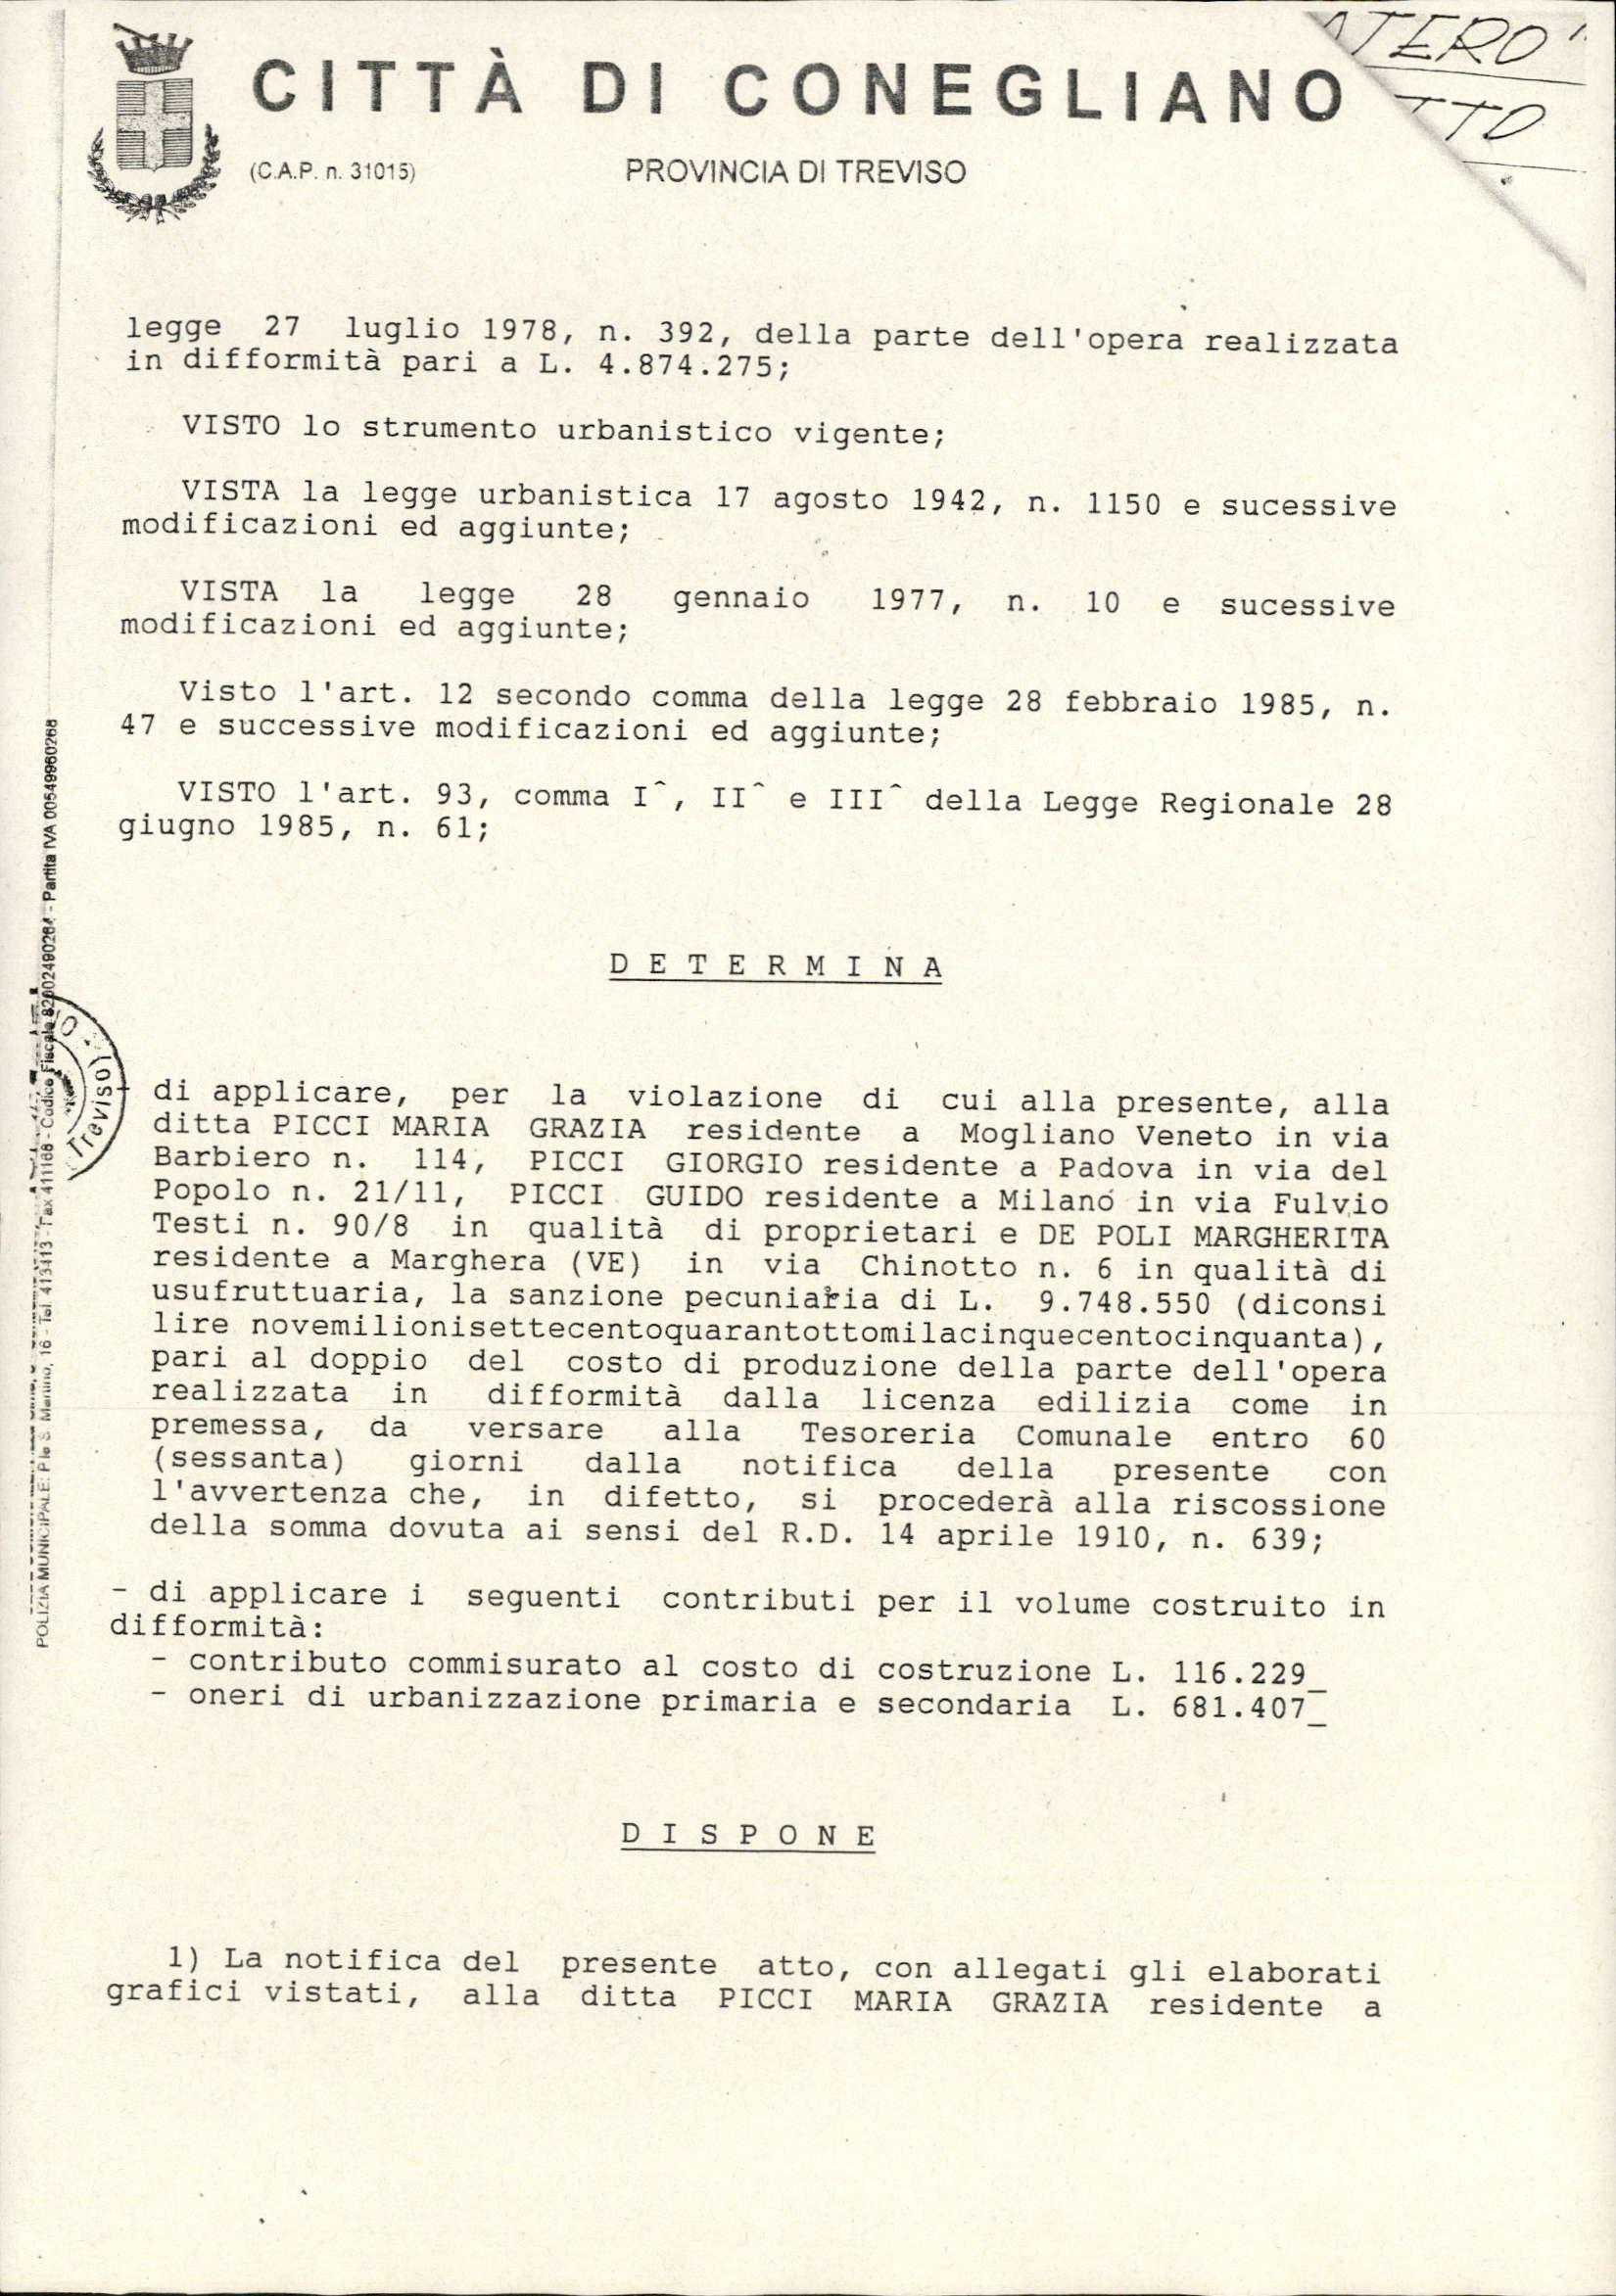 CITTÀ DI CONEGLIANO
(C.A.P. n. 31015)
PROVINCIA DI TREVISO
TERO'
TTO
legge 27 luglio 1978, n. 392, della parte dell'opera realizzata
in difformità pari a L. 4.874.275;
VISTO lo strumento urbanistico vigente;
VISTA la legge urbanistica 17 agosto 1942, n. 1150 e sucessive
modificazioni ed aggiunte;
VISTA la legge 28 gennaio 1977, n. 10 e sucessive
modificazioni ed aggiunte;
Visto l'art. 12 secondo comma della legge 28 febbraio 1985, n.
47 e successive modificazioni ed aggiunte;
VISTO l'art. 93, comma I^, II^ e III^ della Legge Regionale 28
giugno 1985, n. 61;
D E T E R M I N A
di applicare, per la violazione di cui alla presente, alla
ditta PICCI MARIA GRAZIA residente a Mogliano Veneto in via
Barbiero n. 114, PICCI GIORGIO residente a Padova in via del
Popolo n. 21/11, PICCI GUIDO residente a Milano in via Fulvio
Testi n. 90/8 in qualità di proprietari e DE POLI MARGHERITA
residente a Marghera (VE) in via Chinotto n. 6 in qualità di
usufruttuaria, la sanzione pecuniaria di L. 9.748.550 (diconsi
lire novemilionisettecentoquarantottomilacinquecentocinquanta),
pari al doppio del costo di produzione della parte dell'opera
realizzata in difformità dalla licenza edilizia come in
premessa, da versare alla Tesoreria Comunale entro 60
(sessanta) giorni dalla notifica della presente con
l'avvertenza che, in difetto, si procederà alla riscossione
della somma dovuta ai sensi del R.D. 14 aprile 1910, n. 639;
- di applicare i seguenti contributi per il volume costruito in
difformità:
- contributo commisurato al costo di costruzione L. 116.229_
- oneri di urbanizzazione primaria e secondaria L. 681.407_
D I S P O N E
1) La notifica del presente atto, con allegati gli elaborati
grafici vistati, alla ditta PICCI MARIA GRAZIA residente a
POLIZIA MUNICIPALE: P.le S. Martino, 16 - Tel. 413413 - Fax 411168 - Codice Fiscale 82002490264 - Partita IVA 00549960268
(Treviso)